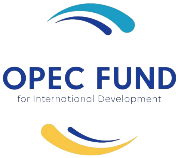 OPEC FUND
for International Development